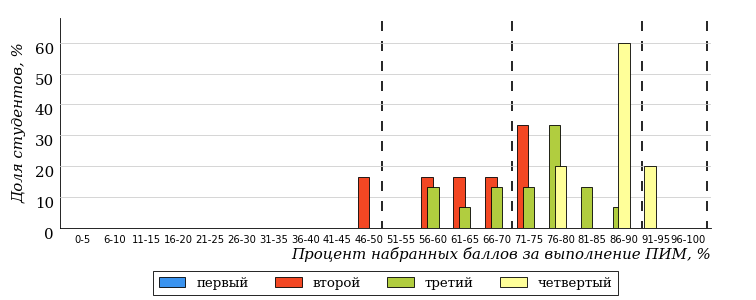 Доля студентов, %
60
50
40
30
20
10
0
0-5 6-10 11-15 16-20 21-25 26-30 31-35 36-40 41-45 46-50 51-55 56-60 61-65 66-70 71-75 76-80 81-85 86-90 91-95 96-100
Процент набранных баллов за выполнение ПИМ, %
первый второй третий четвертый